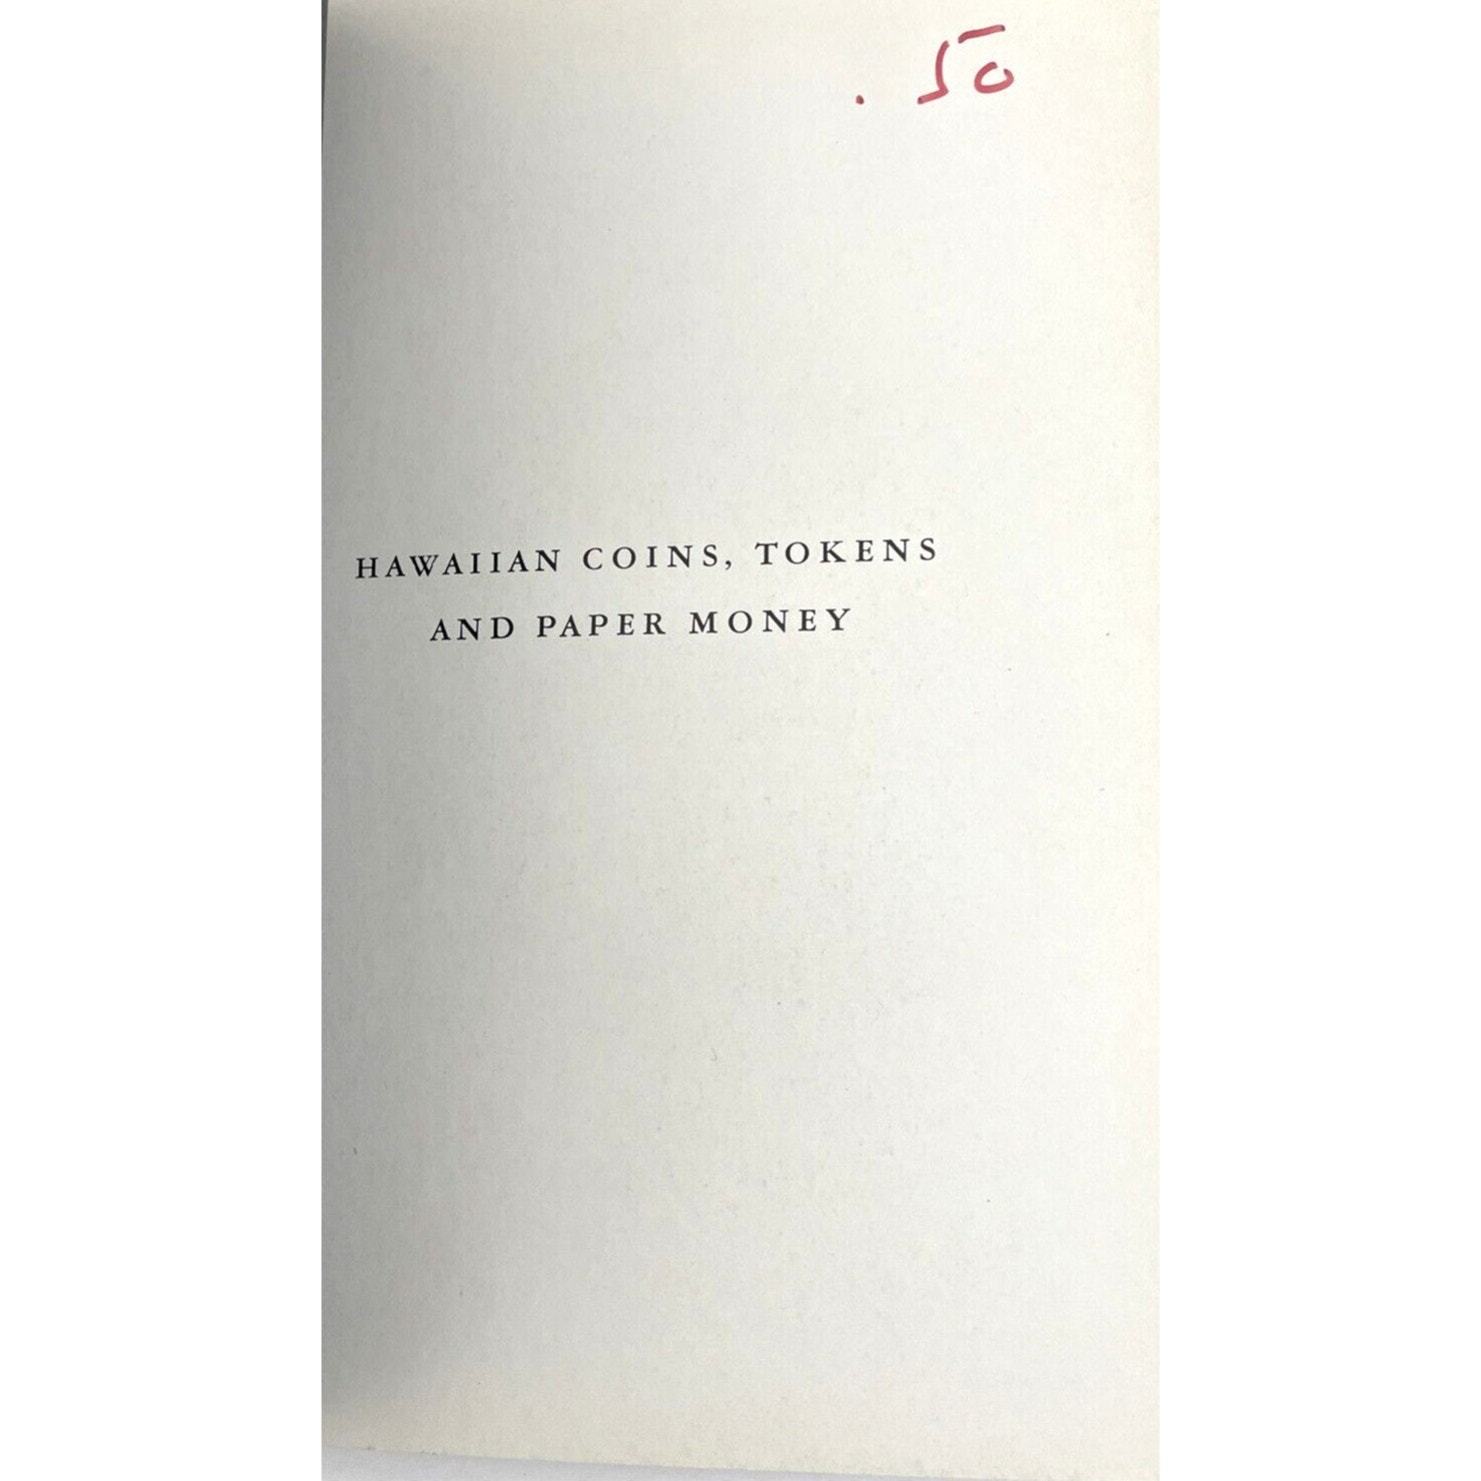 .50
HAWAIIAN COINS, TOKENS
AND PAPER MONEY